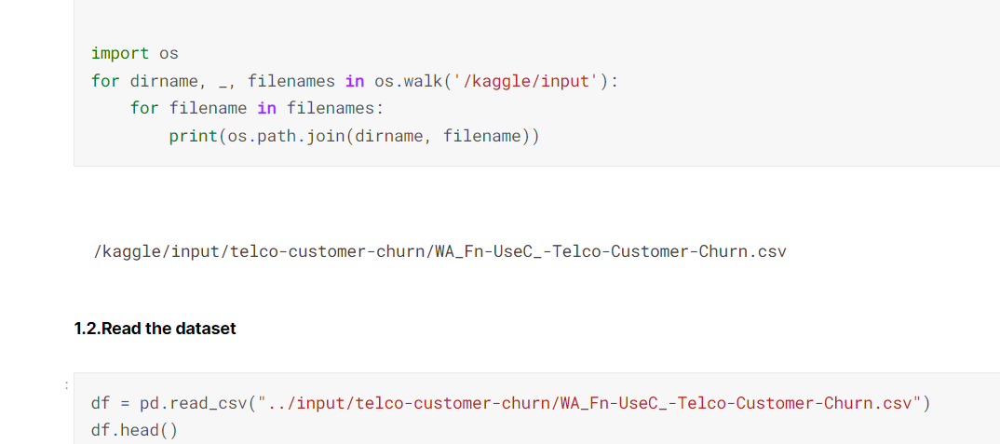 import os
for dirname, _, filenames in os.walk('/kaggle/input'):
    for filename in filenames:
        print(os.path.join(dirname, filename))
/kaggle/input/telco-customer-churn/WA_Fn-UseC_-Telco-Customer-Churn.csv
1.2.Read the dataset
:
df = pd.read_csv("../input/telco-customer-churn/WA_Fn-UseC_-Telco-Customer-Churn.csv")
df.head()